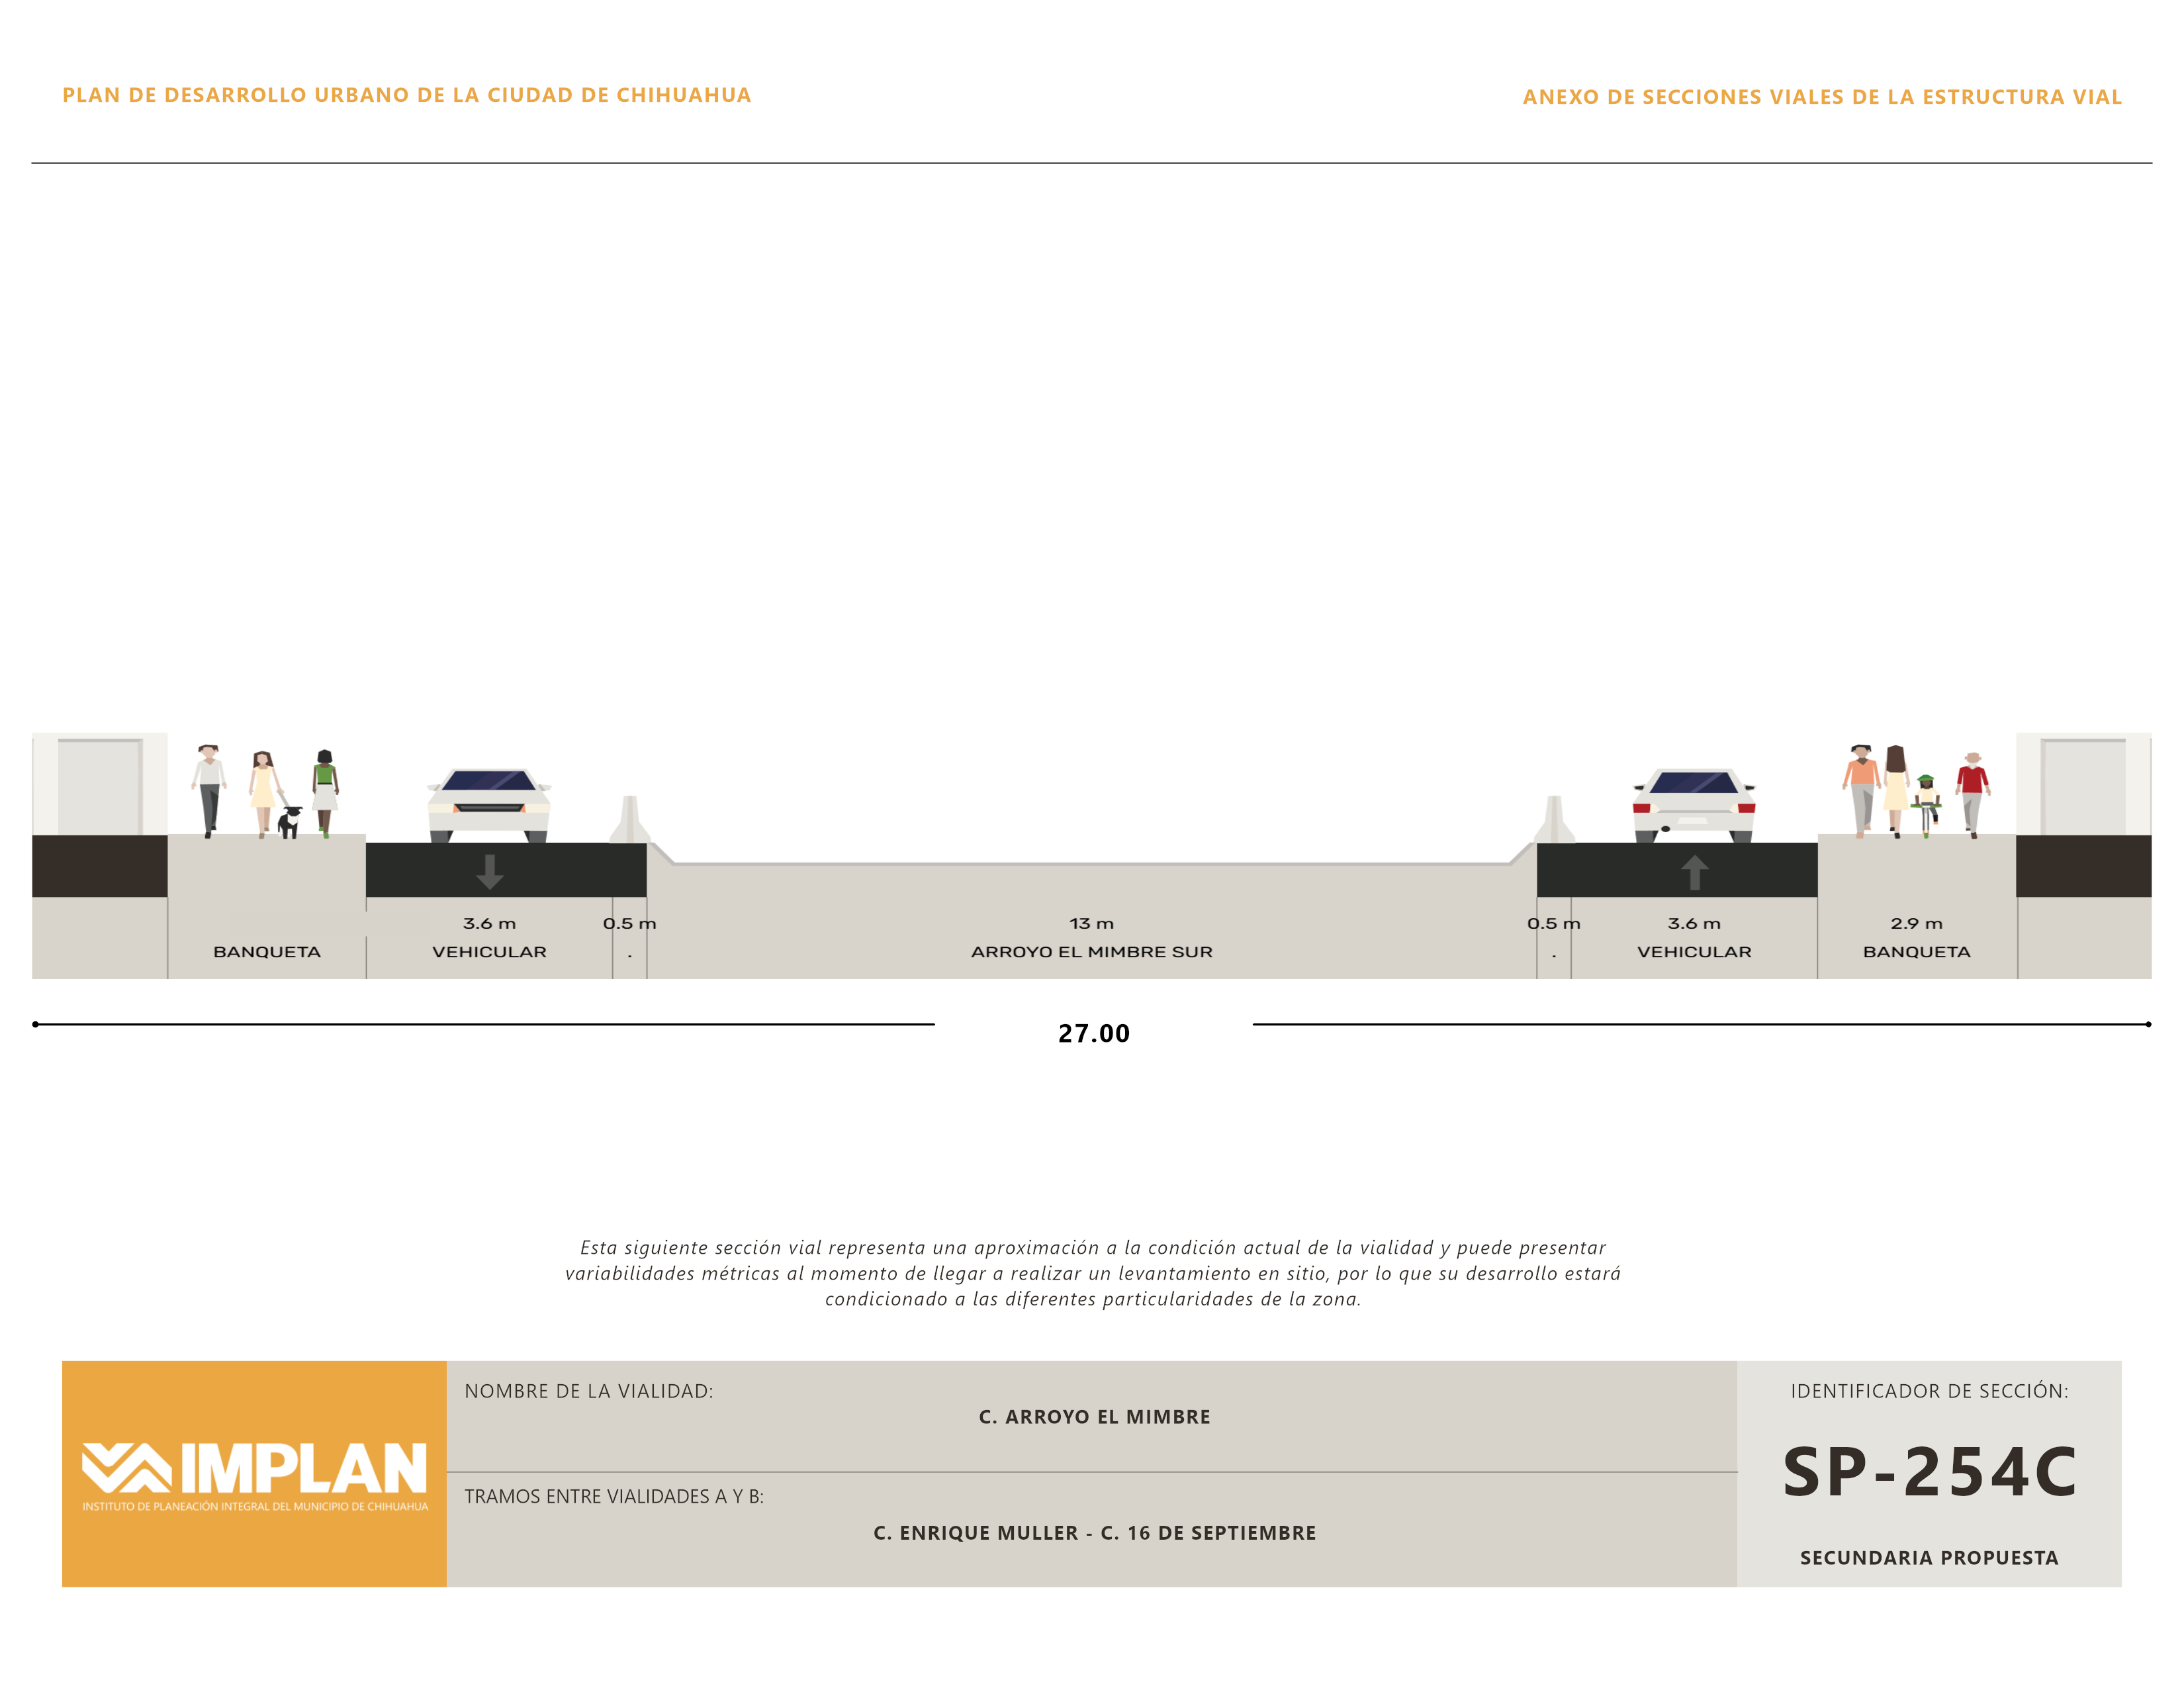 PLAN DE DESARROLLO URBANO DE LA CIUDAD DE CHIHUAHUA
ANEXO DE SECCIONES VIALES DE LA ESTRUCTURA VIAL
3.6 m 0.5 m 13 m 0.5 m 3.6 m 2.9 m
BANQUETA VEHICULAR . ARROYO EL MIMBRE SUR . VEHICULAR BANQUETA
27.00
Esta siguiente sección vial representa una aproximación a la condición actual de la vialidad y puede presentar
variabilidades métricas al momento de llegar a realizar un levantamiento en sitio, por lo que su desarrollo estará
condicionado a las diferentes particularidades de la zona.
IMPLAN
INSTITUTO DE PLANEACIÓN INTEGRAL DEL MUNICIPIO DE CHIHUAHUA
NOMBRE DE LA VIALIDAD:
C. ARROYO EL MIMBRE
TRAMOS ENTRE VIALIDADES A Y B:
C. ENRIQUE MULLER - C. 16 DE SEPTIEMBRE
IDENTIFICADOR DE SECCIÓN:
SP-254C
SECUNDARIA PROPUESTA